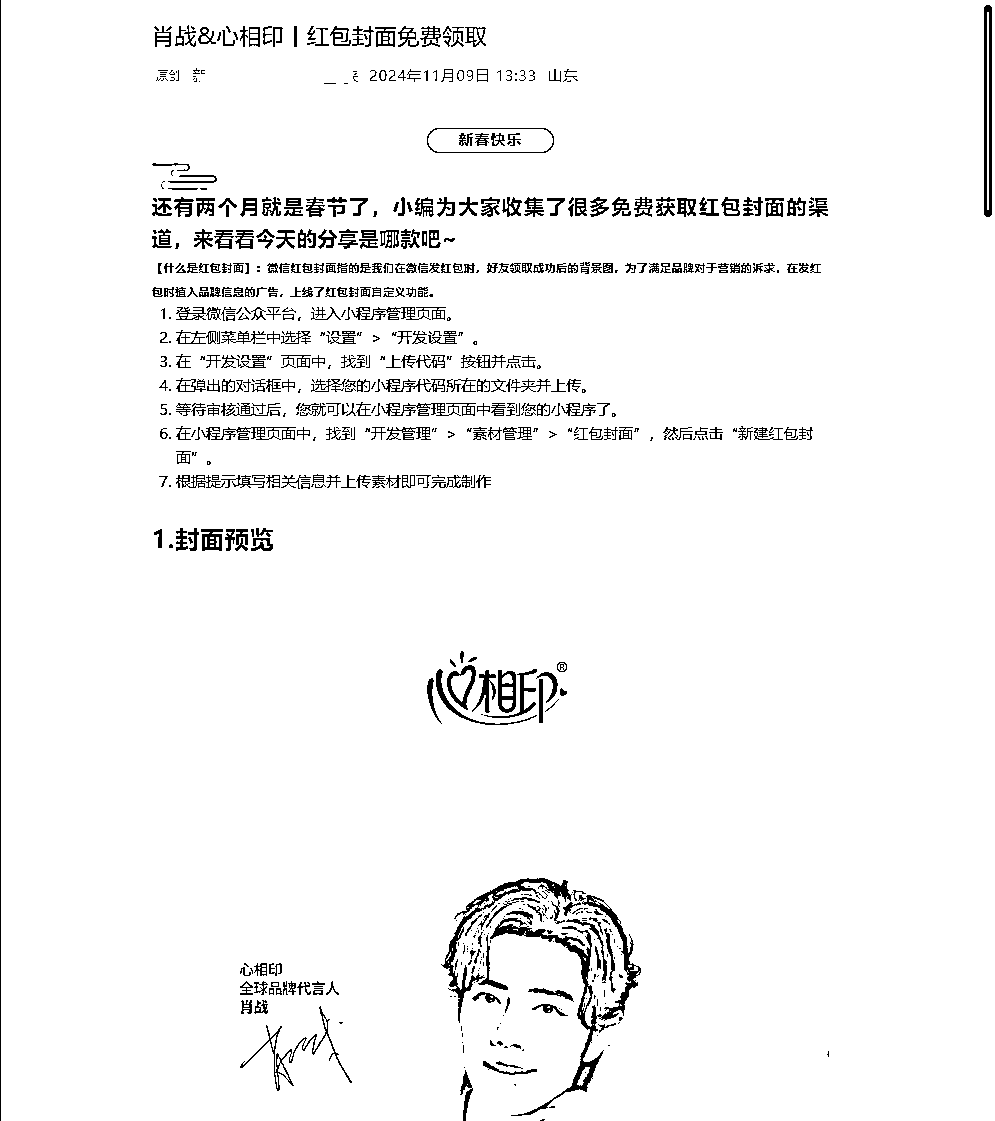 肖战&心相印丨红包封面免费领取
原创 新 2024年11月09日 13:33 山东
新春快乐
还有两个月就是春节了，小编为大家收集了很多免费获取红包封面的渠
道，来看看今天的分享是哪款吧~
【什么是红包封面】：微信红包封面指的是我们在微信发红包时，好友领取成功后的背景图，为了满足品牌对于营销的诉求，在发红
包时植入品牌信息的广告，上线了红包封面自定义功能。
1. 登录微信公众平台，进入小程序管理页面。
2. 在左侧菜单栏中选择“设置”>“开发设置”。
3. 在“开发设置”页面中，找到“上传代码”按钮并点击。
4. 在弹出的对话框中，选择您的小程序代码所在的文件夹并上传。
5. 等待审核通过后，您就可以在小程序管理页面中看到您的小程序了。
6. 在小程序管理页面中，找到“开发管理”>“素材管理”>“红包封面”，然后点击“新建红包封
面”。
7. 根据提示填写相关信息并上传素材即可完成制作
1.封面预览
心相印®
心相印
全球品牌代言人
肖战